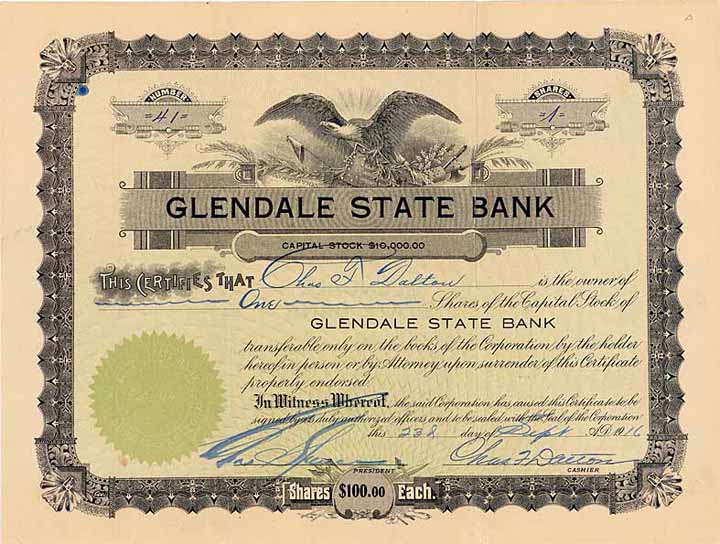 NUMBER
=41=
SHARES
=1=
GLENDALE STATE BANK
CAPITAL STOCK $10,000.00
THIS CERTIFIES THAT Chas F Dalton is the owner of
One Shares of the Capital Stock of
GLENDALE STATE BANK
transferable only on the books of the Corporation by the holder
hereof in person or by Attorney upon surrender of this Certificate
properly endorsed.
In Witness Whereof, the said Corporation has caused this Certificate to be
signed by its duly authorized officers and to be sealed with the Seal of the Corporation
this 23d day of Sept A.D. 1916
Chas F Dalton
PRESIDENT
CASHIER
Shares $100.00 Each.